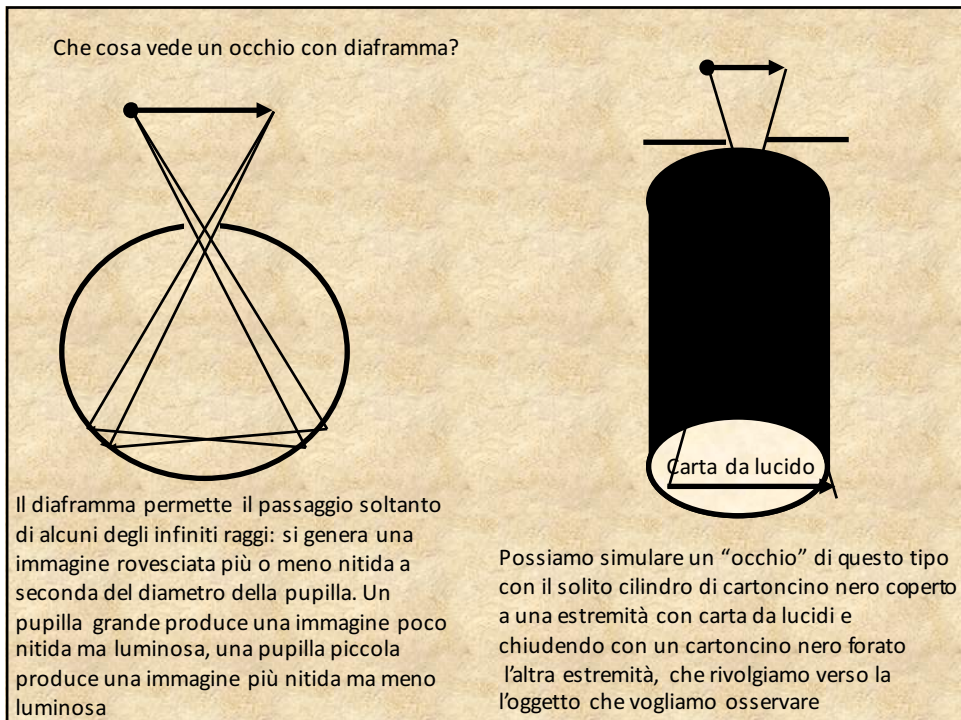 Che cosa vede un occhio con diaframma?
Il diaframma permette il passaggio soltanto
di alcuni degli infiniti raggi: si genera una
immagine rovesciata più o meno nitida a
seconda del diametro della pupilla. Un
pupilla grande produce una immagine poco
nitida ma luminosa, una pupilla piccola
produce una immagine più nitida ma meno
luminosa
Carta da lucido
Possiamo simulare un “occhio” di questo tipo
con il solito cilindro di cartoncino nero coperto
a una estremità con carta da lucidi e
chiudendo con un cartoncino nero forato
l’altra estremità, che rivolgiamo verso la
l’oggetto che vogliamo osservare